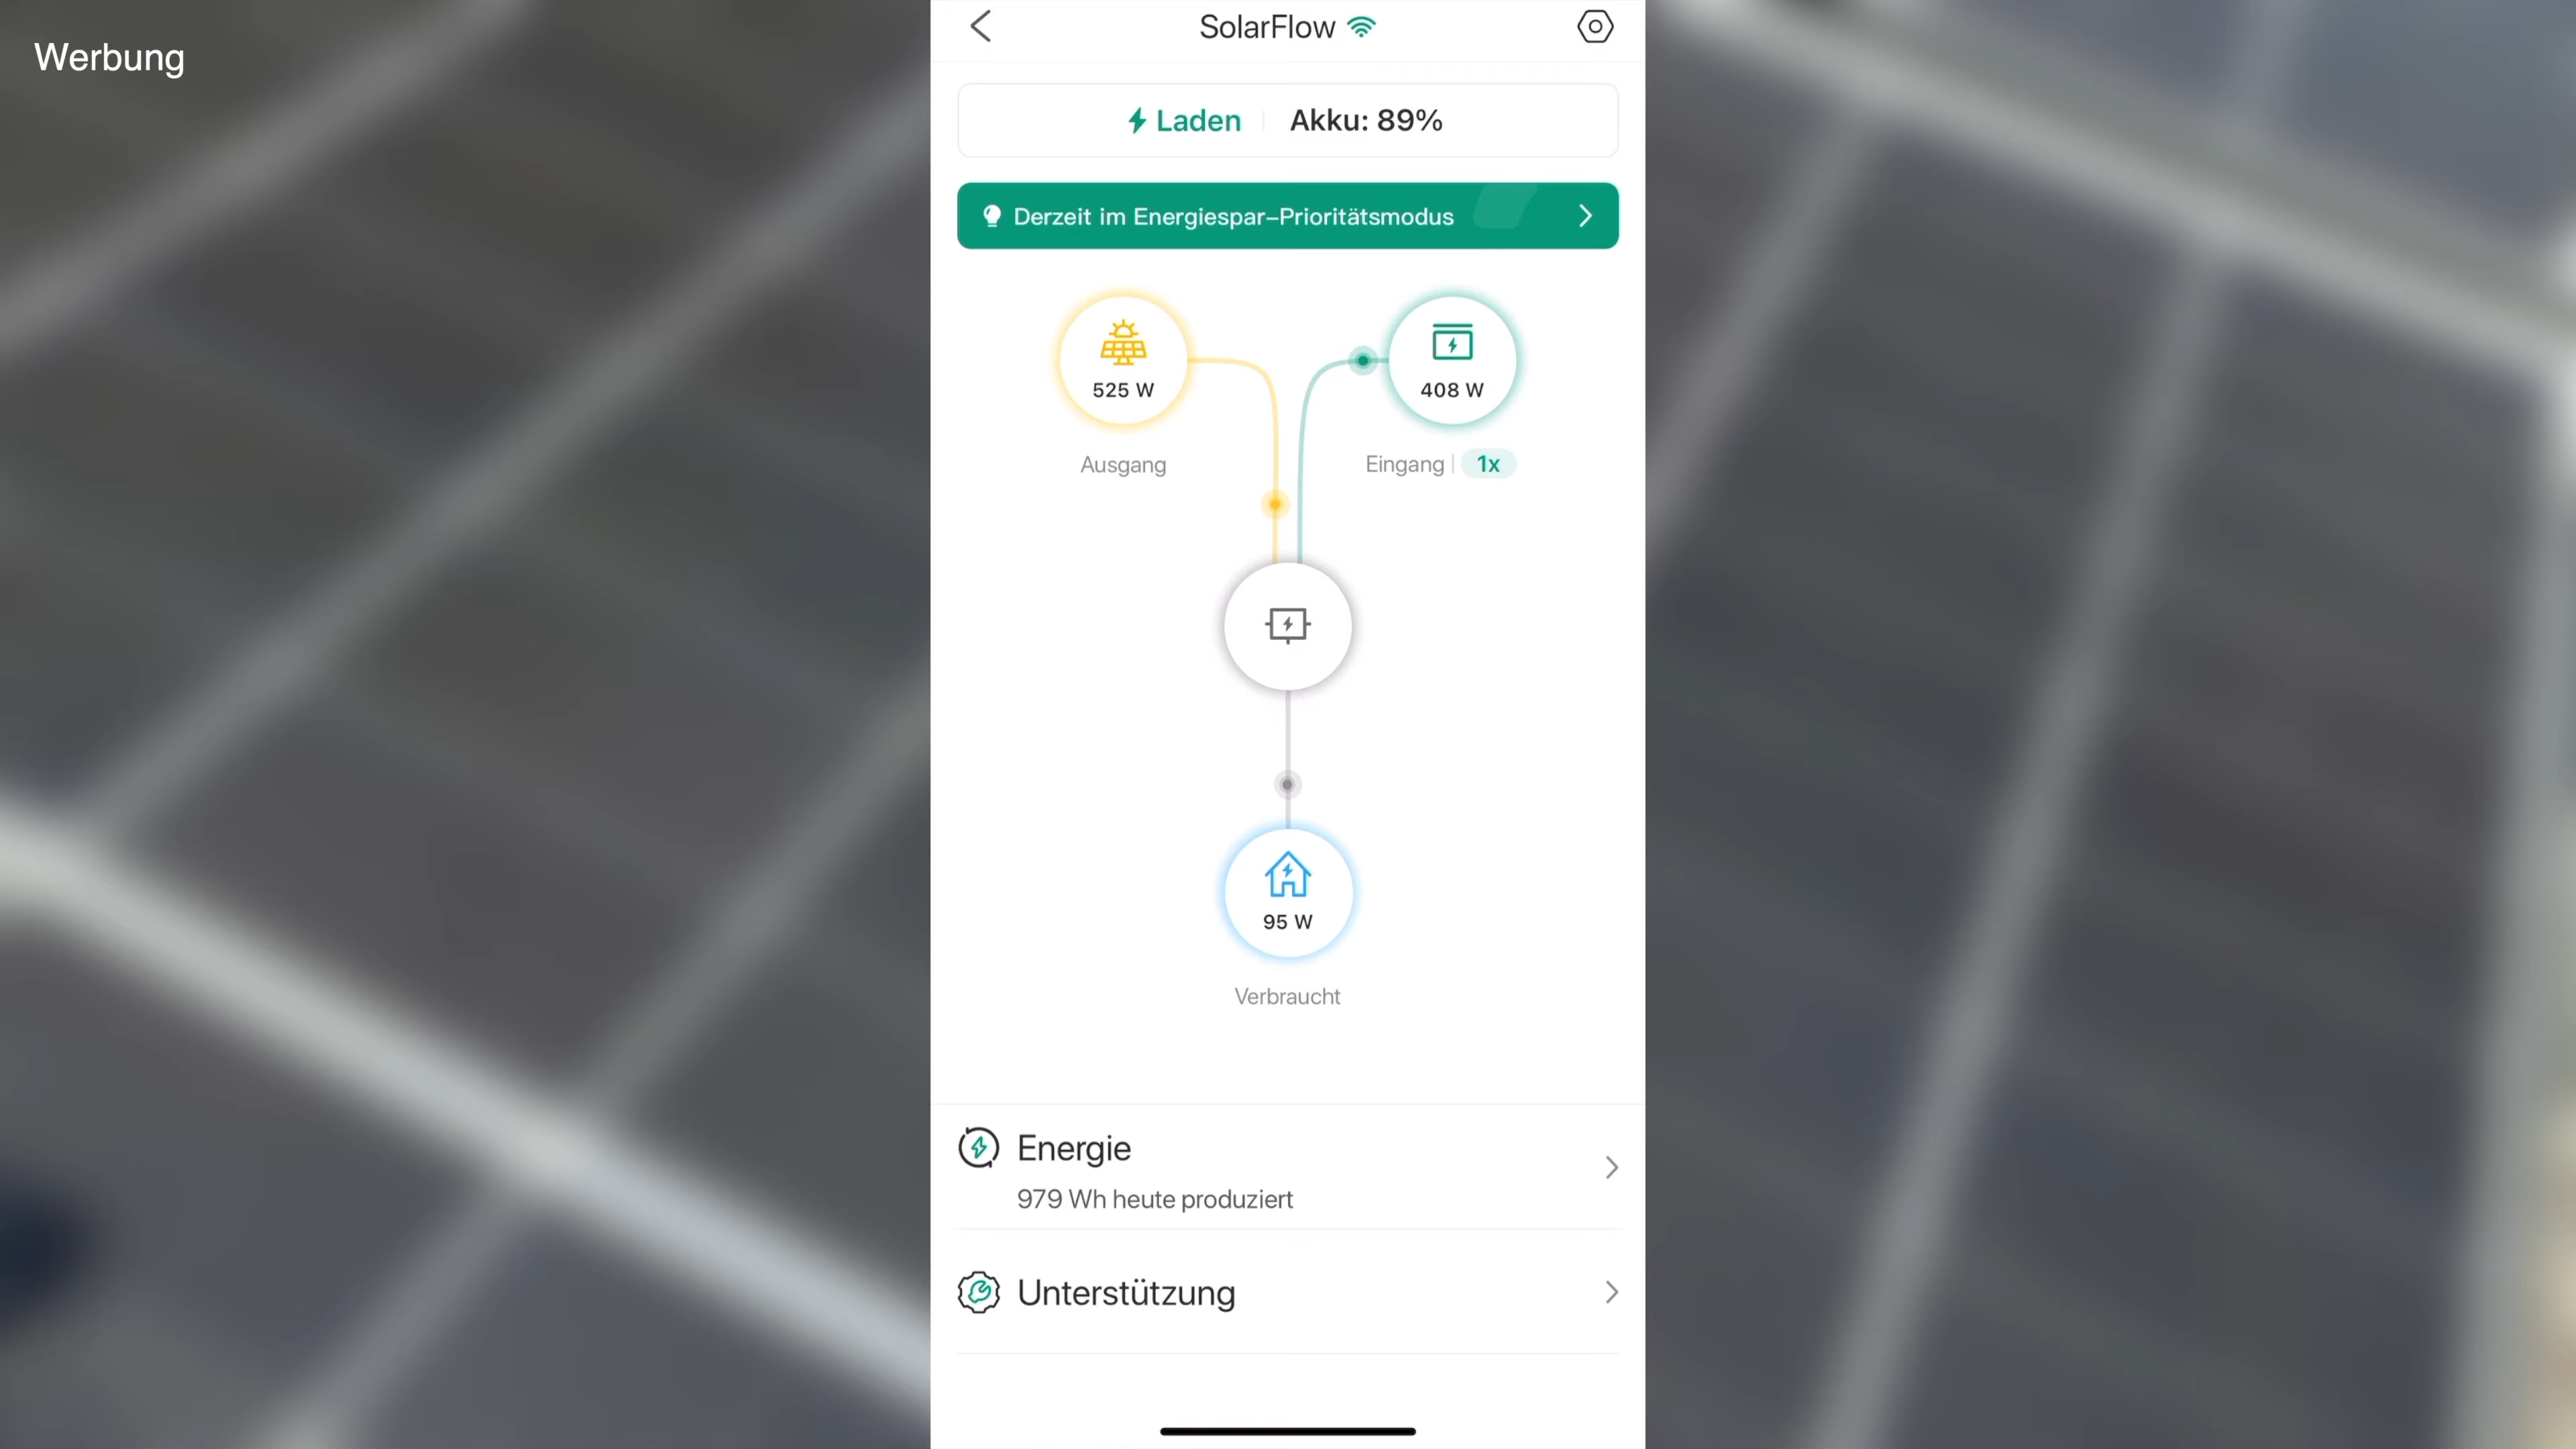 Werbung
SolarFlow
Laden
Akku: 89%
Derzeit im Energiespar-Prioritätsmodus
525 W
408 W
Ausgang
Eingang
1x
95 W
Verbraucht
Energie
979 Wh heute produziert
Unterstützung